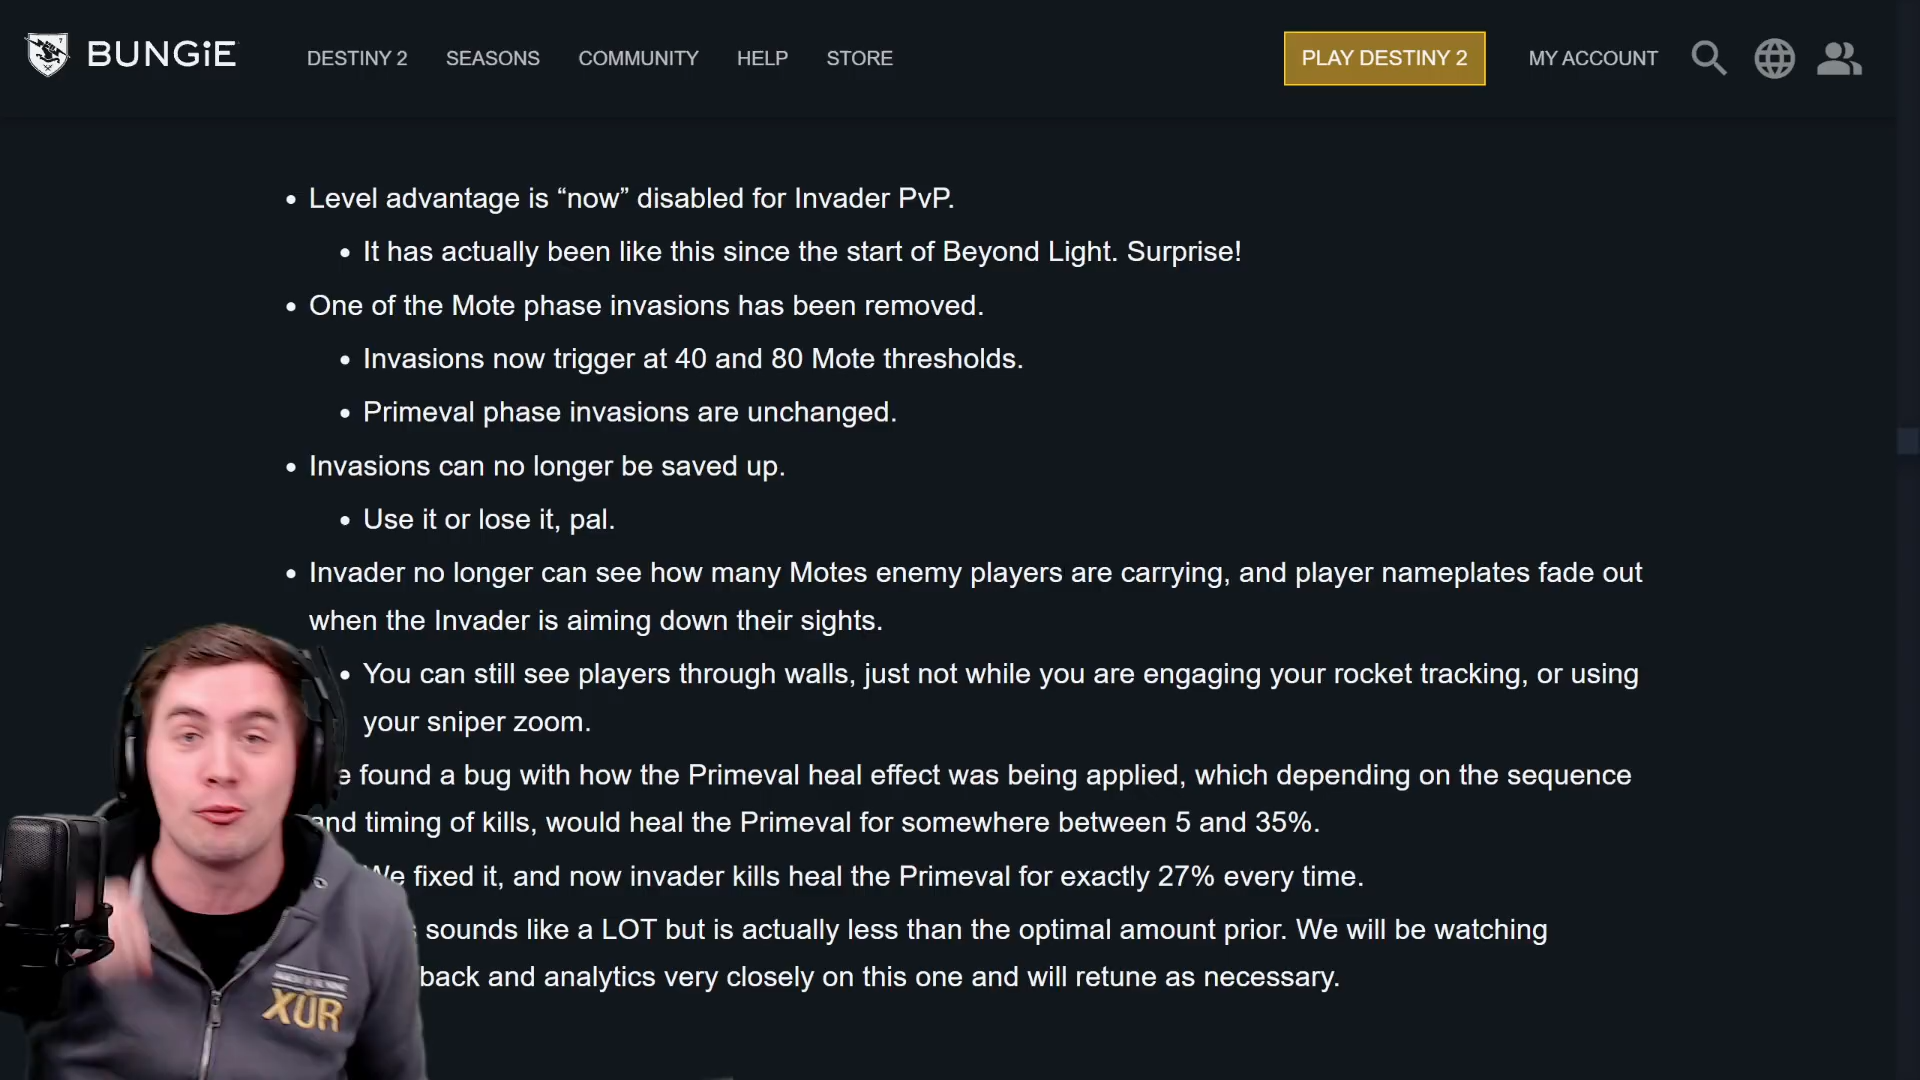 BUNGiE DESTINY 2 SEASONS COMMUNITY HELP STORE PLAY DESTINY 2 MY ACCOUNT
• Level advantage is “now” disabled for Invader PvP.
• It has actually been like this since the start of Beyond Light. Surprise!
• One of the Mote phase invasions has been removed.
• Invasions now trigger at 40 and 80 Mote thresholds.
• Primeval phase invasions are unchanged.
• Invasions can no longer be saved up.
• Use it or lose it, pal.
• Invader no longer can see how many Motes enemy players are carrying, and player nameplates fade out
when the Invader is aiming down their sights.
• You can still see players through walls, just not while you are engaging your rocket tracking, or using
your sniper zoom.
found a bug with how the Primeval heal effect was being applied, which depending on the sequence
and timing of kills, would heal the Primeval for somewhere between 5 and 35%.
We fixed it, and now invader kills heal the Primeval for exactly 27% every time.
sounds like a LOT but is actually less than the optimal amount prior. We will be watching
back and analytics very closely on this one and will retune as necessary.
XÛR